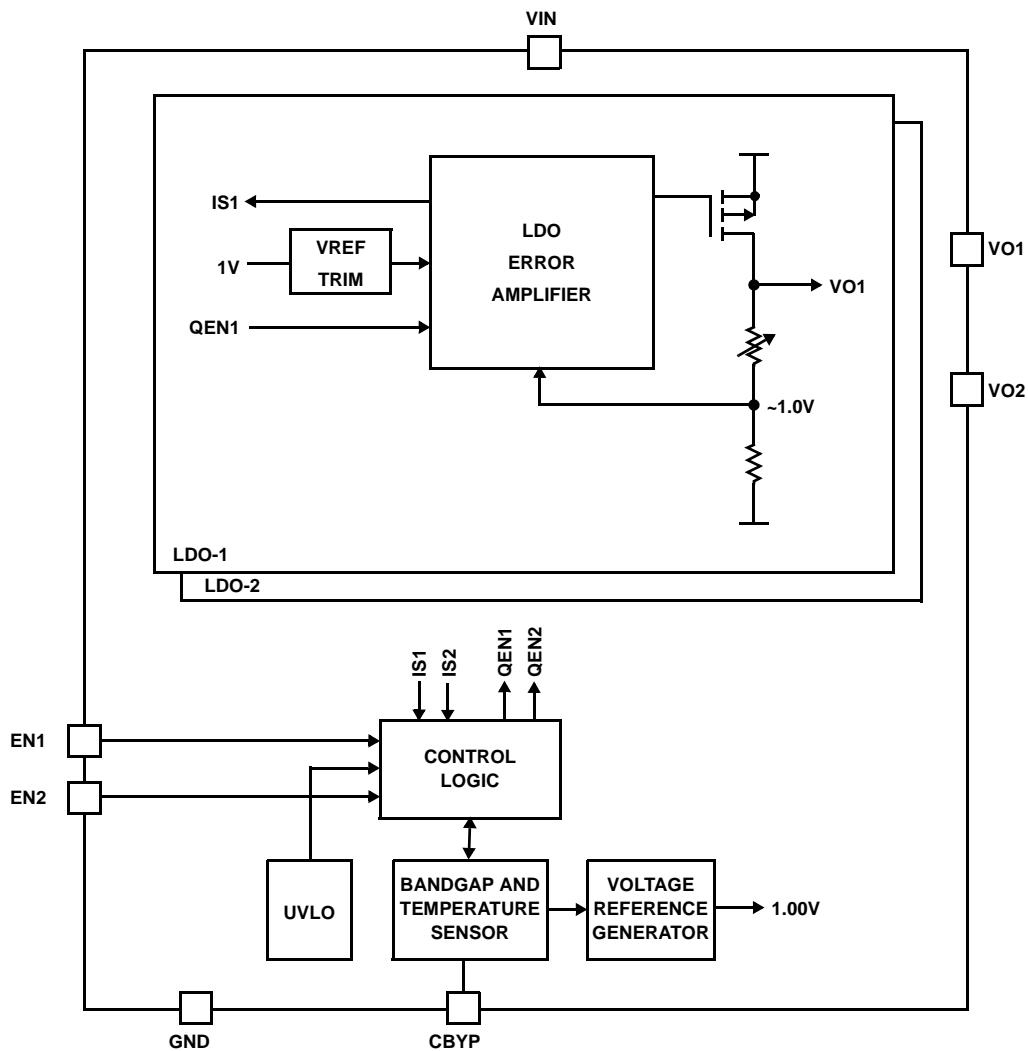 VIN
IS1
LDO
ERROR
AMPLIFIER
VREF
TRIM
1V
VO1
VO1
QEN1
VO2
~1.0V
LDO-1
LDO-2
IS1
IS2
QEN1
QEN2
EN1
CONTROL
LOGIC
EN2
UVLO
BANDGAP AND
TEMPERATURE
SENSOR
VOLTAGE
REFERENCE
GENERATOR
1.00V
GND
CBYP